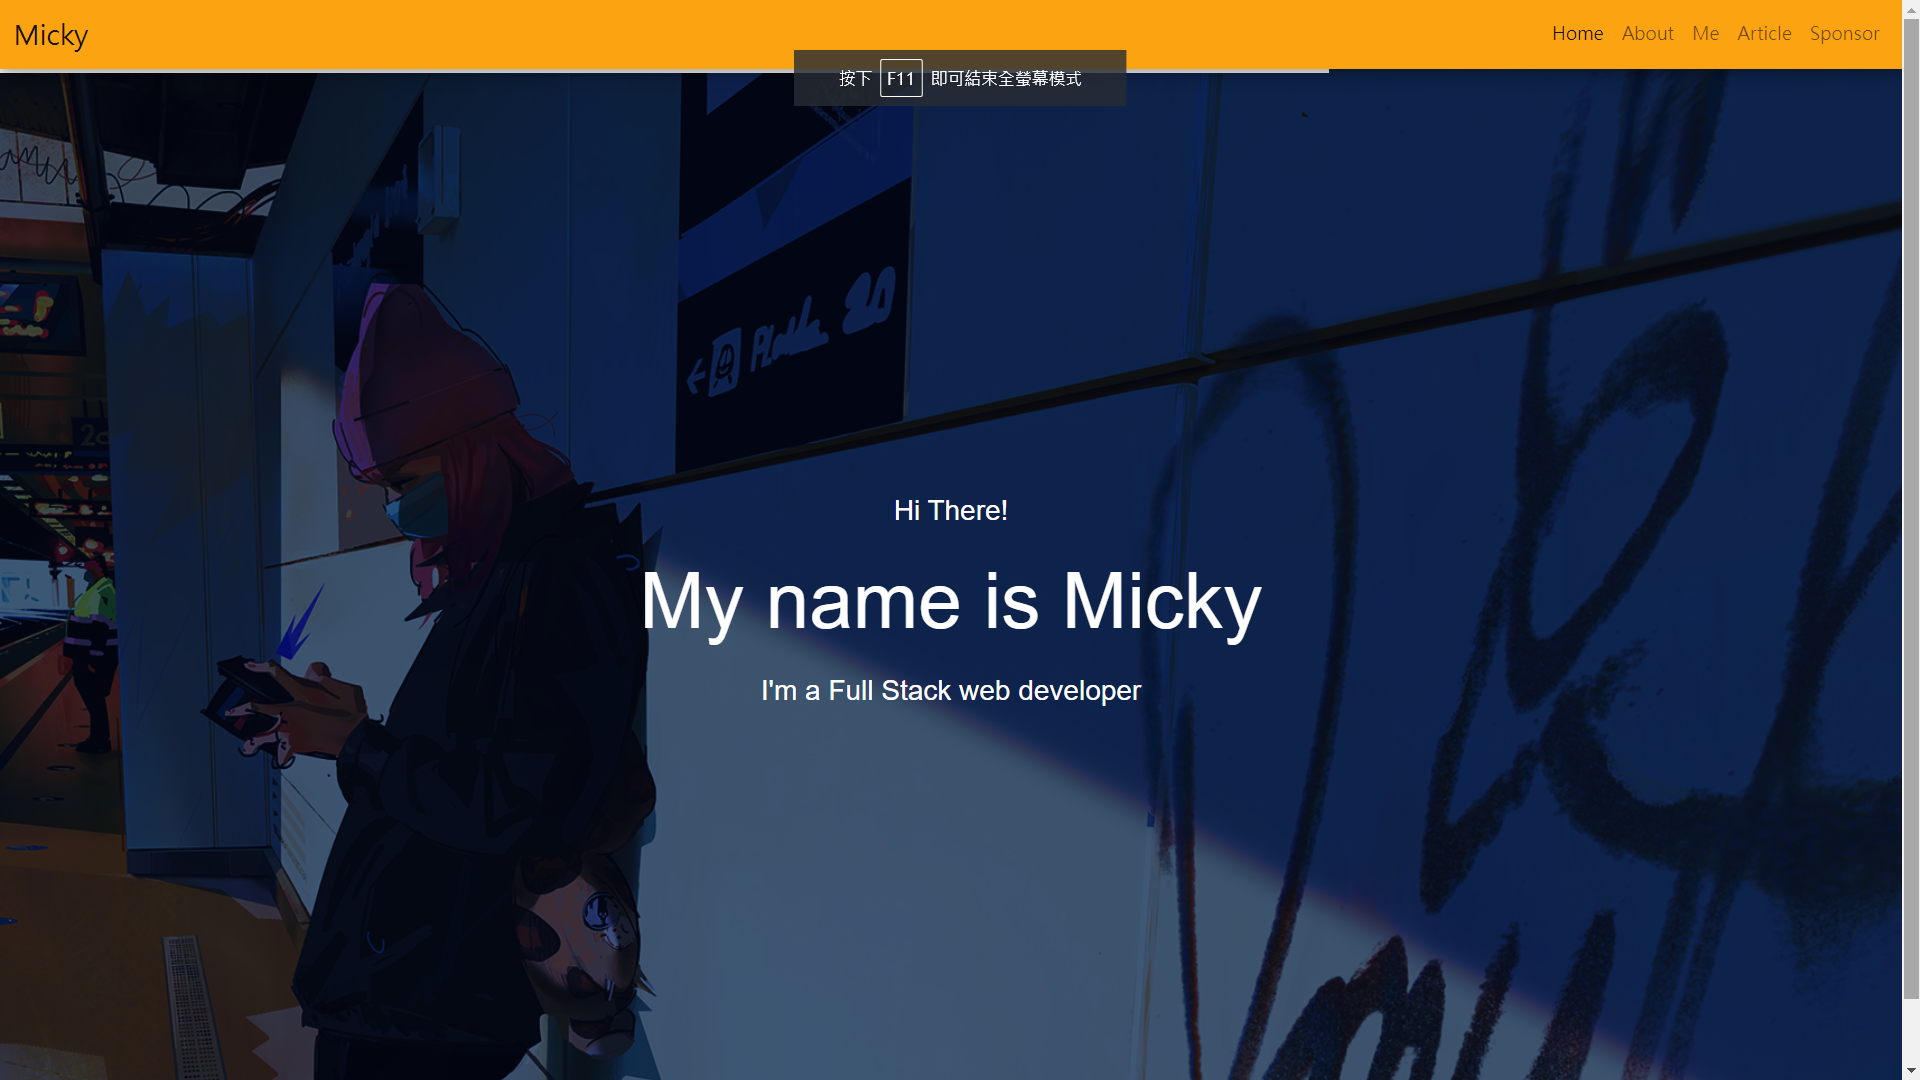 Micky
Home About Me Article Sponsor
按下 F11 即可結束全螢幕模式
Hi There!
My name is Micky
I'm a Full Stack web developer